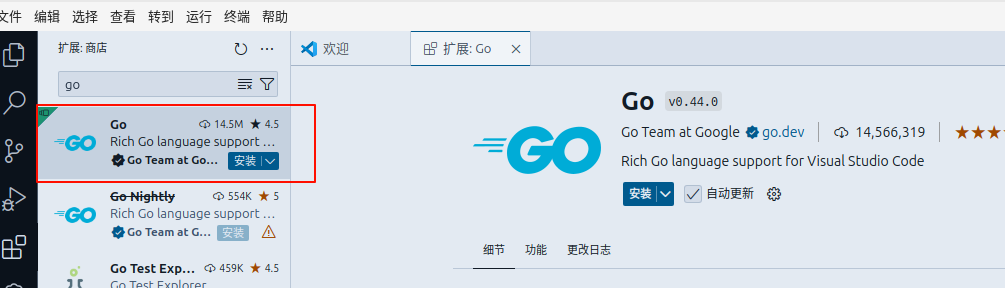 文件 编辑 选择 查看 转到 运行 终端 帮助
扩展: 商店
欢迎
扩展: Go
go
Go 14.5M 4.5
Rich Go language support ...
Go Team at Go... 安装
Go Nightly 554K 5
Rich Go language support ...
Go Team at Go... 安装
Go Test Exp... 459K 4.5
Go Test Explorer
GO
GO
GO
Go v0.44.0
Go Team at Google go.dev 14,566,319
Rich Go language support for Visual Studio Code
安装 自动更新
细节 功能 更改日志